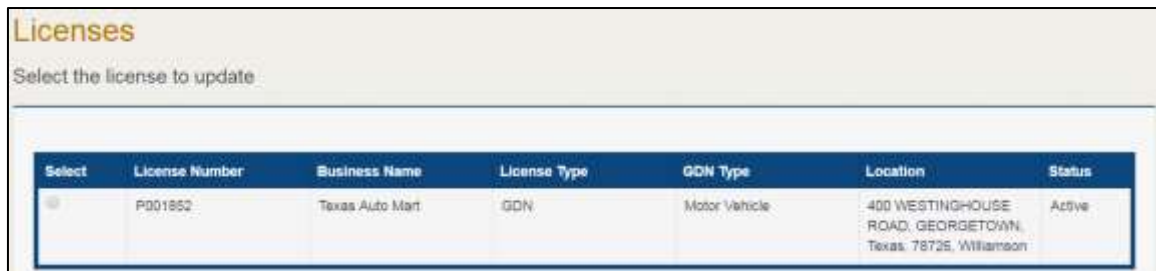 Licenses
Select the license to update
Select License Number Business Name License Type GDN Type Location Status
P001852 Texas Auto Mart GDN Motor Vehicle 400 WESTINGHOUSE Active
ROAD, GEORGETOWN,
Texas, 78726, Williamson